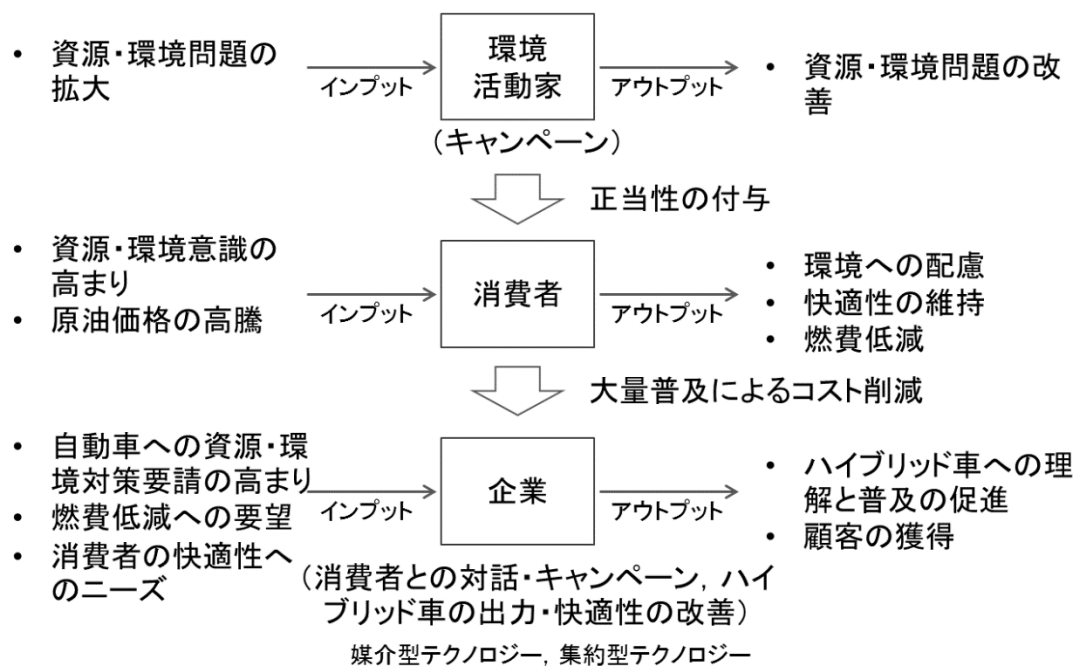 • 資源・環境問題の
拡大
インプット
環境
活動家
アウトプット
• 資源・環境問題の改
善
（キャンペーン）
正当性の付与
• 資源・環境意識の
高まり
• 原油価格の高騰
インプット
消費者
アウトプット
• 環境への配慮
• 快適性の維持
• 燃費低減
大量普及によるコスト削減
• 自動車への資源・環
境対策要請の高まり
• 燃費低減への要望
• 消費者の快適性へ
のニーズ
インプット
企業
アウトプット
• ハイブリッド車への理
解と普及の促進
• 顧客の獲得
（消費者との対話・キャンペーン，ハイ
ブリッド車の出力・快適性の改善）
媒介型テクノロジー，集約型テクノロジー